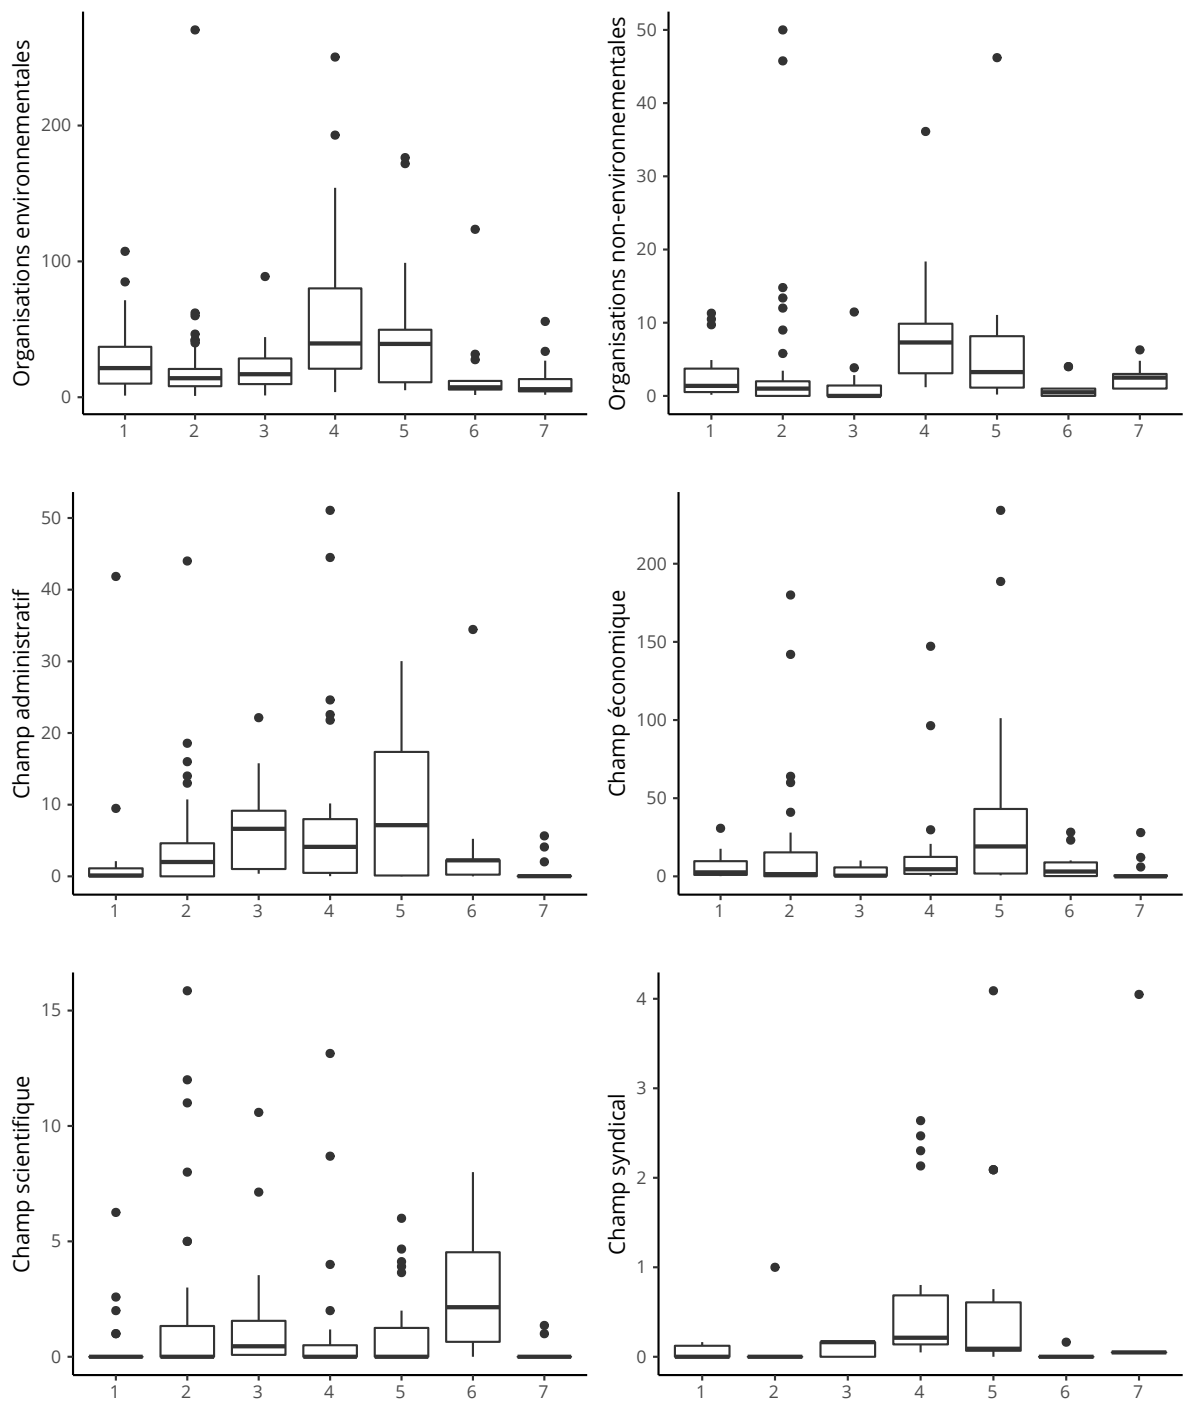 Organisations environnementales
200
100
0
1 2 3 4 5 6 7
Organisations non-environnementales
50
40
30
20
10
0
1 2 3 4 5 6 7
Champ administratif
50
40
30
20
10
0
1 2 3 4 5 6 7
Champ économique
200
150
100
50
0
1 2 3 4 5 6 7
Champ scientifique
15
10
5
0
1 2 3 4 5 6 7
Champ syndical
4
3
2
1
0
1 2 3 4 5 6 7